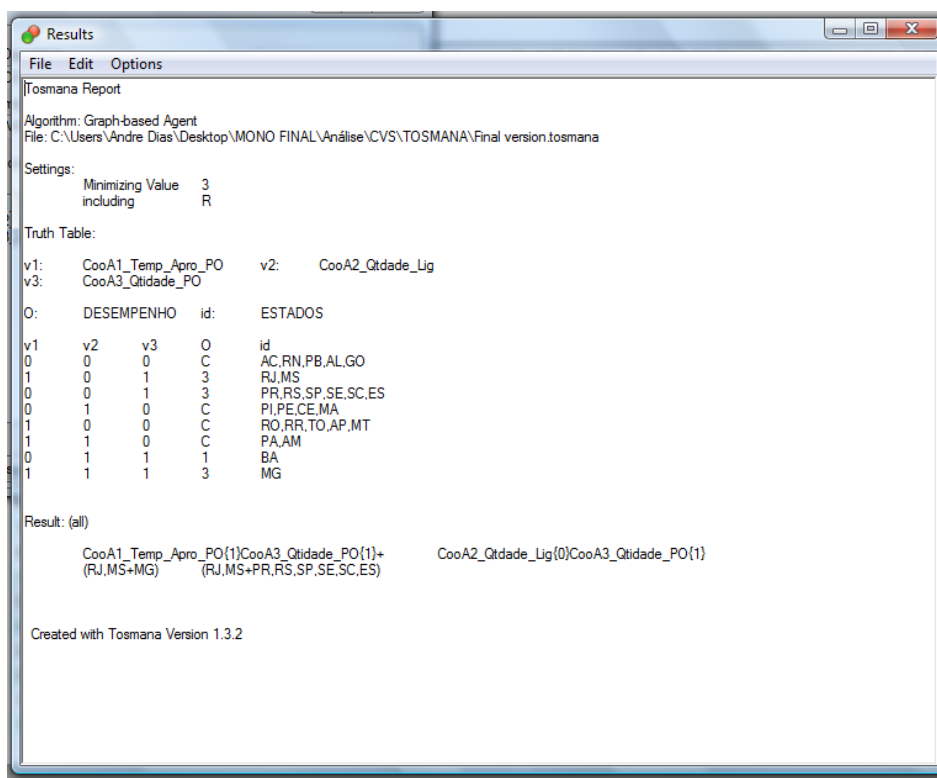 Results
File Edit Options
Tosmana Report
Algorithm: Graph-based Agent
File: C:\Users\Andre Dias\Desktop\MONO FINAL\Análise\CVS\TOSMANA\Final version.tosmana
Settings:
Minimizing Value 3
including R
Truth Table:
v1: CooA1_Temp_Apro_PO v2: CooA2_Qtdade_Lig
v3: CooA3_Qtidade_PO
O: DESEMPENHO id: ESTADOS
v1 v2 v3 O id
0 0 0 C AC,RN,PB,AL,GO
1 0 1 3 RJ,MS
0 0 1 3 PR,RS,SP,SE,SC,ES
0 1 0 C PI,PE,CE,MA
1 0 0 C RO,RR,TO,AP,MT
1 1 0 C PA,AM
0 1 1 1 BA
1 1 1 3 MG
Result: (all)
CooA1_Temp_Apro_PO{1}CooA3_Qtidade_PO{1}+ CooA2_Qtdade_Lig{0}CooA3_Qtidade_PO{1}
(RJ,MS+MG) (RJ,MS+PR,RS,SP,SE,SC,ES)
Created with Tosmana Version 1.3.2